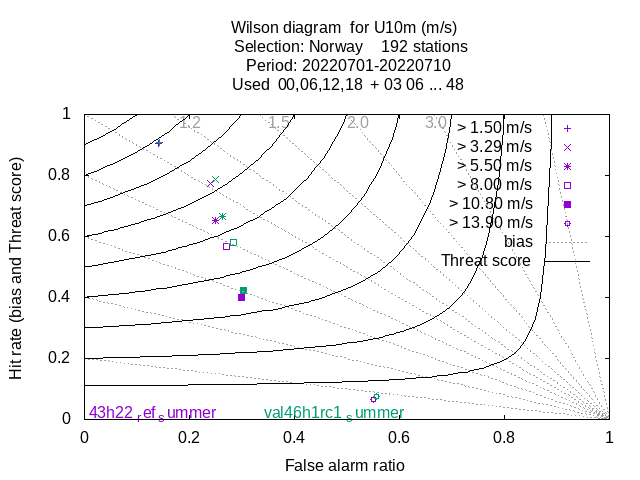 Wilson diagram for U10m (m/s)
Selection: Norway 192 stations
Period: 20220701-20220710
Used 00,06,12,18 + 03 06 ... 48
1.2 1.5 2.0 3.0
> 1.50 m/s
> 3.29 m/s
> 5.50 m/s
> 8.00 m/s
> 10.80 m/s
> 13.90 m/s
bias
Threat score
Hit rate (bias and Threat score)
1
0.8
0.6
0.4
0.2
0
43h22_ref_summer val46h1rc1_summer
0 0.2 0.4 0.6 0.8 1
False alarm ratio